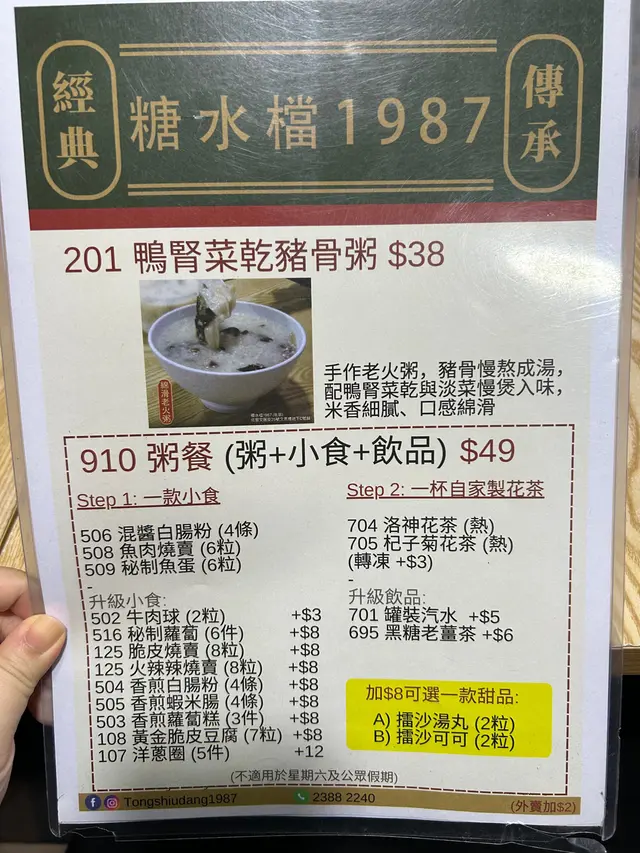 經典
糖水檔1987
傳承
201 鴨腎菜乾豬骨粥 $38
綿滑老火粥
手作老火粥，豬骨慢熬成湯，
配鴨腎菜乾與淡菜慢煲入味，
米香細膩、口感綿滑
910 粥餐 (粥+小食+飲品) $49
Step 1: 一款小食
506 混醬白腸粉 (4條)
508 魚肉燒賣 (6粒)
509 秘制魚蛋 (6粒)
-
升級小食:
502 牛肉球 (2粒) +$3
516 秘制蘿蔔 (6件) +$8
125 脆皮燒賣 (8粒) +$8
125 火辣辣燒賣 (8粒) +$8
504 香煎白腸粉 (4條) +$8
505 香煎蝦米腸 (4條) +$8
503 香煎蘿蔔糕 (3件) +$8
108 黃金脆皮豆腐 (7粒) +$8
107 洋蔥圈 (5件) +12
Step 2: 一杯自家製花茶
704 洛神花茶 (熱)
705 杞子菊花茶 (熱)
(轉凍 +$3)
-
升級飲品:
701 罐裝汽水 +$5
695 黑糖老薑茶 +$6
加$8可選一款甜品:
A) 擂沙湯丸 (2粒)
B) 擂沙可可 (2粒)
(不適用於星期六及公眾假期)
Tongshiudang1987 2388 2240 (外賣加$2)